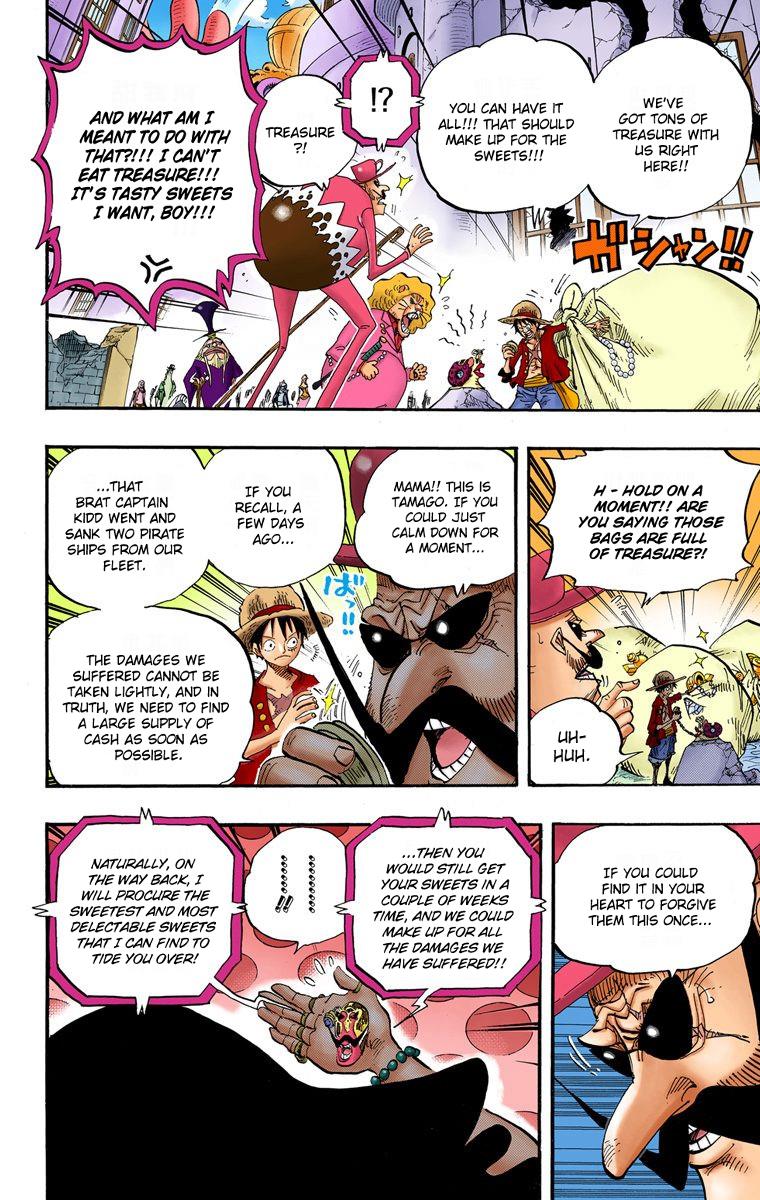 WE'VE
GOT TONS OF
TREASURE WITH
US RIGHT
HERE!!
YOU CAN HAVE IT
ALL!!! THAT SHOULD
MAKE UP FOR THE
SWEETS!!!
ガシャン!!
!?
TREASURE
?!
AND WHAT AM I
MEANT TO DO WITH
THAT?!!! I CAN'T
EAT TREASURE!!!
IT'S TASTY SWEETS
I WANT, BOY!!!
H - HOLD ON A
MOMENT!! ARE
YOU SAYING THOSE
BAGS ARE FULL
OF TREASURE?!
UH-
HUH.
MAMA!! THIS IS
TAMAGO. IF YOU
COULD JUST
CALM DOWN FOR
A MOMENT...
ばっ!!
IF YOU
RECALL, A
FEW DAYS
AGO...
...THAT
BRAT CAPTAIN
KIDD WENT AND
SANK TWO PIRATE
SHIPS FROM OUR
FLEET.
THE DAMAGES WE
SUFFERED CANNOT BE
TAKEN LIGHTLY, AND IN
TRUTH, WE NEED TO FIND
A LARGE SUPPLY OF
CASH AS SOON AS
POSSIBLE.
IF YOU COULD
FIND IT IN YOUR
HEART TO FORGIVE
THEM THIS ONCE...
...THEN YOU
WOULD STILL GET
YOUR SWEETS IN A
COUPLE OF WEEKS
TIME, AND WE COULD
MAKE UP FOR ALL
THE DAMAGES WE
HAVE SUFFERED!!
.........!!
NATURALLY, ON
THE WAY BACK, I
WILL PROCURE THE
SWEETEST AND MOST
DELECTABLE SWEETS
THAT I CAN FIND TO
TIDE YOU OVER!